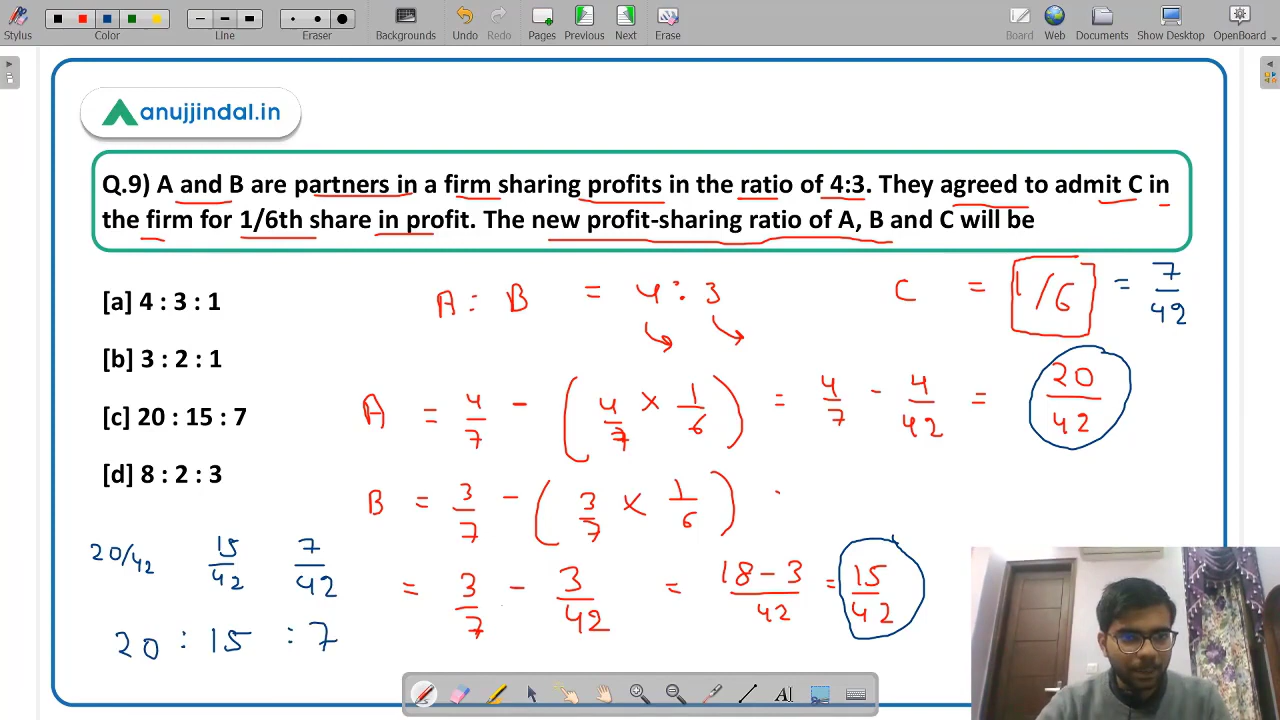 Stylus Color Line Eraser Backgrounds Undo Redo Pages Previous Next Erase Board Web Documents Show Desktop OpenBoard
anujjindal.in
Q.9) A and B are partners in a firm sharing profits in the ratio of 4:3. They agreed to admit C in
the firm for 1/6th share in profit. The new profit-sharing ratio of A, B and C will be
[a] 4 : 3 : 1
[b] 3 : 2 : 1
[c] 20 : 15 : 7
[d] 8 : 2 : 3
A : B = 4 : 3
C = 1/6 = 7/42
A = 4/7 - (4/7 × 1/6) = 4/7 - 4/42 = 20/42
B = 3/7 - (3/7 × 1/6)
= 3/7 - 3/42 = 18-3/42 = 15/42
20/42 15/42 7/42
20 : 15 : 7